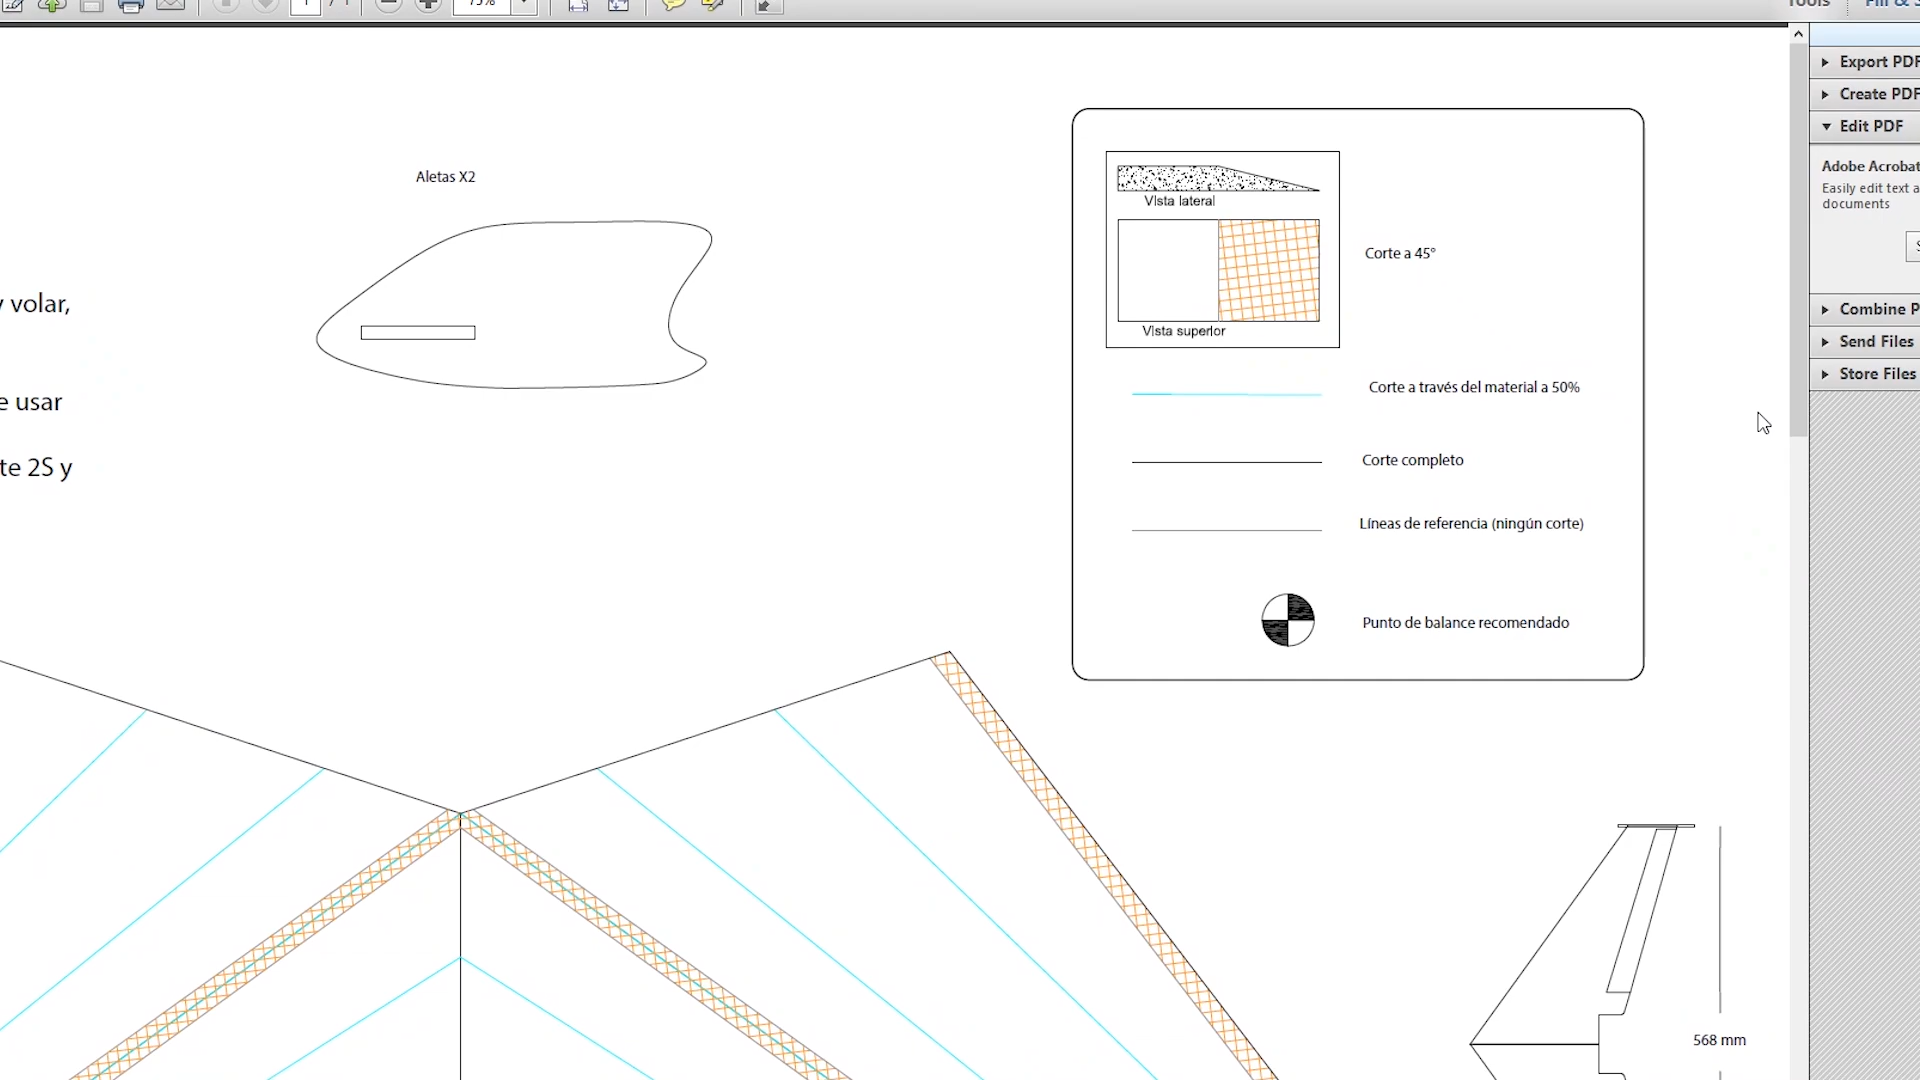 75%
Tools
Export PDF
Create PDF
Edit PDF
Adobe Acrobat
Easily edit text a
documents
Combine P
Send Files
Store Files
Aletas X2
y volar,
e usar
te 2S y
Vista lateral
Vista superior
Corte a 45°
Corte a través del material a 50%
Corte completo
Líneas de referencia (ningún corte)
Punto de balance recomendado
568 mm